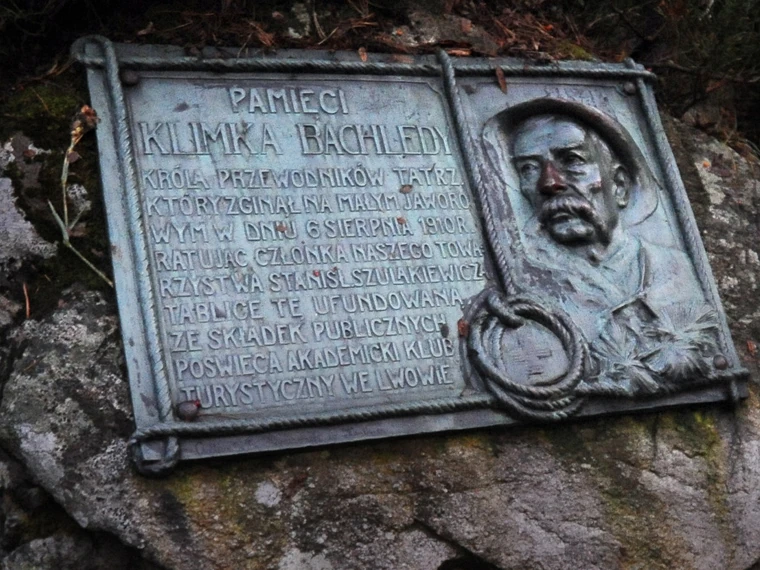 PAMIĘCI
KLIMKA BACHLEDY
KRÓLA PRZEWODNIKÓW TATRZ.
KTÓRY ZGINĄŁ NA MAŁYM JAWORO
WYM W DNIU 6 SIERPNIA 1910 R.
RATUJĄC CZŁONKA NASZEGO TOWA-
RZYSTWA STANISŁ. SZULAKIEWICZA
TABLICĘ TĘ UFUNDOWANĄ
ZE SKŁADEK PUBLICZNYCH
POŚWIĘCA AKADEMICKI KLUB
TURYSTYCZNY WE LWOWIE